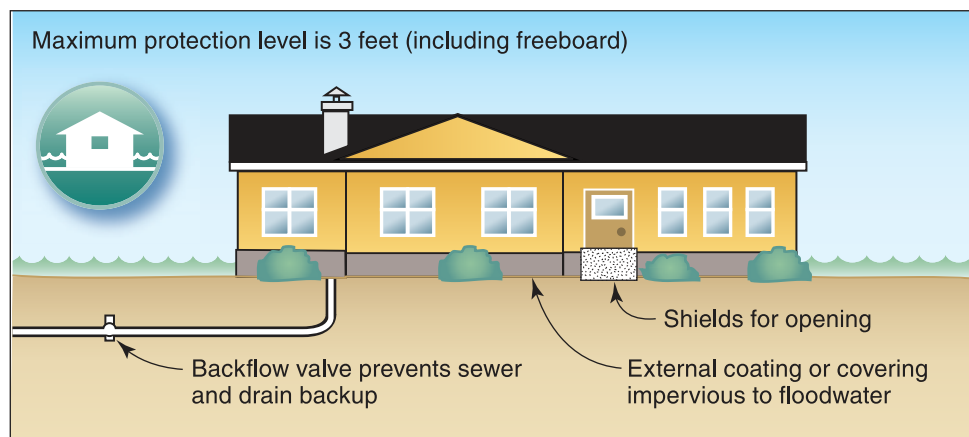 Maximum protection level is 3 feet (including freeboard)
Shields for opening
Backflow valve prevents sewer
and drain backup
External coating or covering
impervious to floodwater